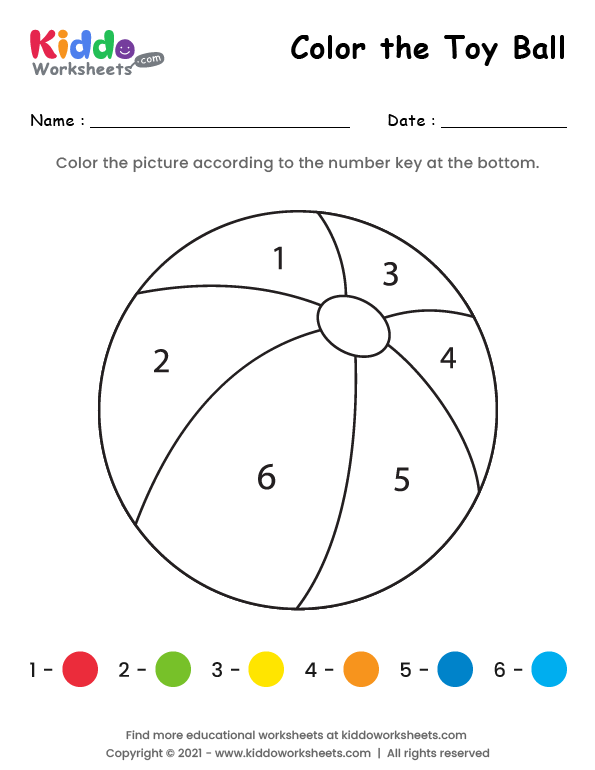 Kiddo
Worksheets .com
Color the Toy Ball
Name : Date :
Color the picture according to the number key at the bottom.
1
3
2
4
6
5
1 - 2 - 3 - 4 - 5 - 6 -
Find more educational worksheets at kiddoworksheets.com
Copyright © 2021 - www.kiddoworksheets.com | All rights reserved